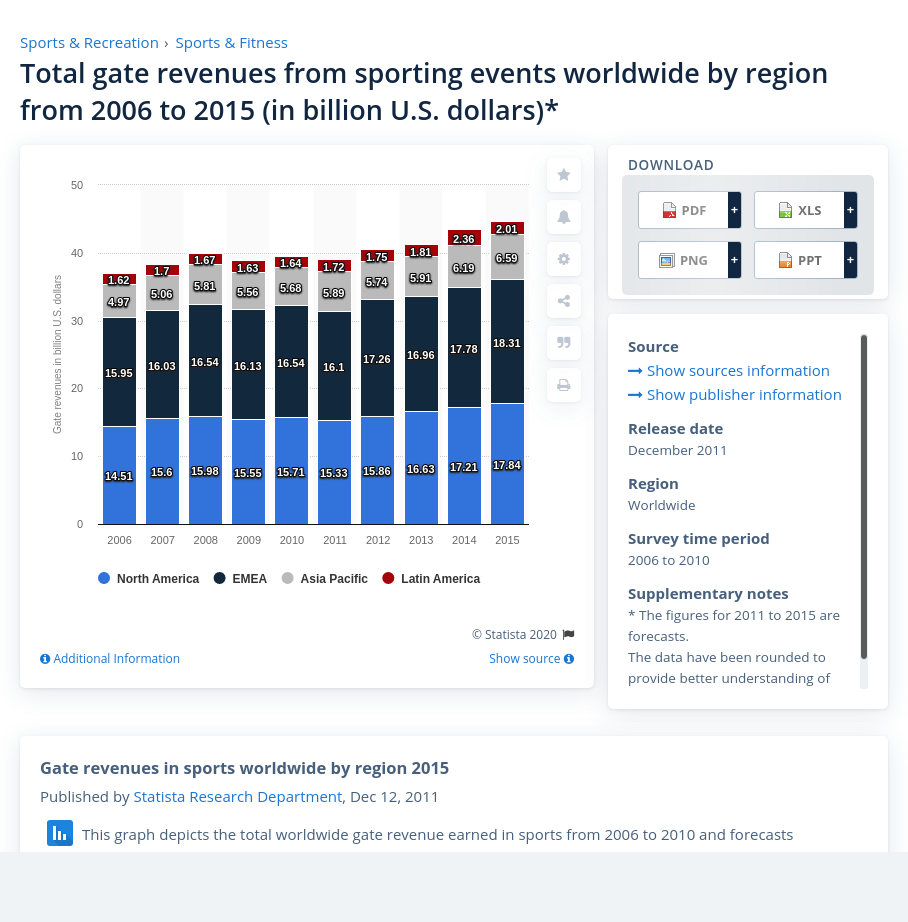 Sports & Recreation › Sports & Fitness
Total gate revenues from sporting events worldwide by region
from 2006 to 2015 (in billion U.S. dollars)*
Gate revenues in billion U.S. dollars
50
40
30
20
10
0
1.62 1.7 1.67 1.63 1.64 1.72 1.75 1.81 2.36 2.01
4.97 5.06 5.81 5.56 5.68 5.89 5.74 5.91 6.19 6.59
15.95 16.03 16.54 16.13 16.54 16.1 17.26 16.96 17.78 18.31
14.51 15.6 15.98 15.55 15.71 15.33 15.86 16.63 17.21 17.84
2006 2007 2008 2009 2010 2011 2012 2013 2014 2015
North America EMEA Asia Pacific Latin America
© Statista 2020
Additional Information Show source
DOWNLOAD
PDF + XLS +
PNG + PPT +
Source
Show sources information
Show publisher information
Release date
December 2011
Region
Worldwide
Survey time period
2006 to 2010
Supplementary notes
* The figures for 2011 to 2015 are
forecasts.
The data have been rounded to
provide better understanding of
Gate revenues in sports worldwide by region 2015
Published by Statista Research Department, Dec 12, 2011
This graph depicts the total worldwide gate revenue earned in sports from 2006 to 2010 and forecasts